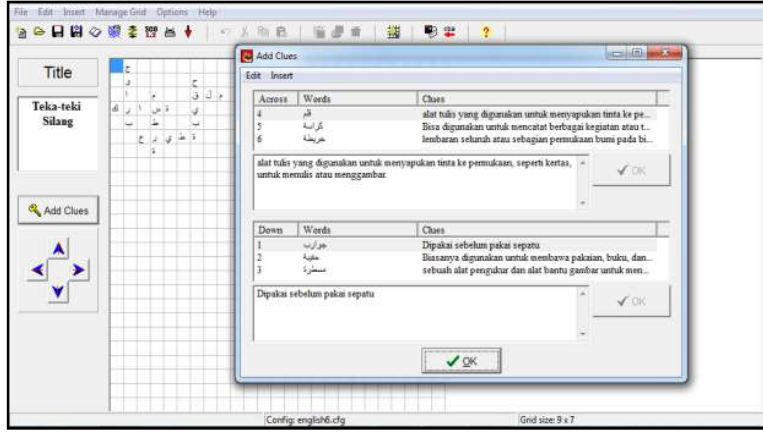 File Edit Insert Manage Grid Options Help
Title
Teka-teki
Silang
Add Clues
Add Clues
Edit Insert
Across Words Clues
4 قلم alat tulis yang digunakan untuk menyapukan tinta ke pe...
5 كراسة Bisa digunakan untuk mencatat berbagai kegiatan atau t...
6 خريطة lembaran seluruh atau sebagian permukaan bumi pada bi...
alat tulis yang digunakan untuk menyapukan tinta ke permukaan, seperti kertas,
untuk menulis atau menggambar.
OK
Down Words Clues
1 جوارب Dipakai sebelum pakai sepatu
2 حقيبة Biasanya digunakan untuk membawa pakaian, buku, dan...
3 مسطرة sebuah alat pengukur dan alat bantu gambar untuk men...
Dipakai sebelum pakai sepatu
OK
OK
Config: english6.cfg Grid size: 9 x 7